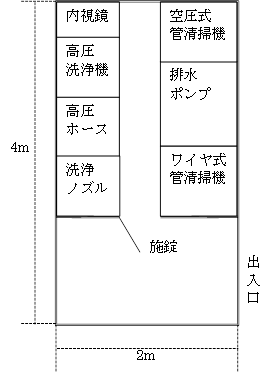 内視鏡
高圧
洗浄機
高圧
ホース
洗浄
ノズル
空圧式
管清掃機
排水
ポンプ
ワイヤ式
管清掃機
4m
施錠
出入口
2m